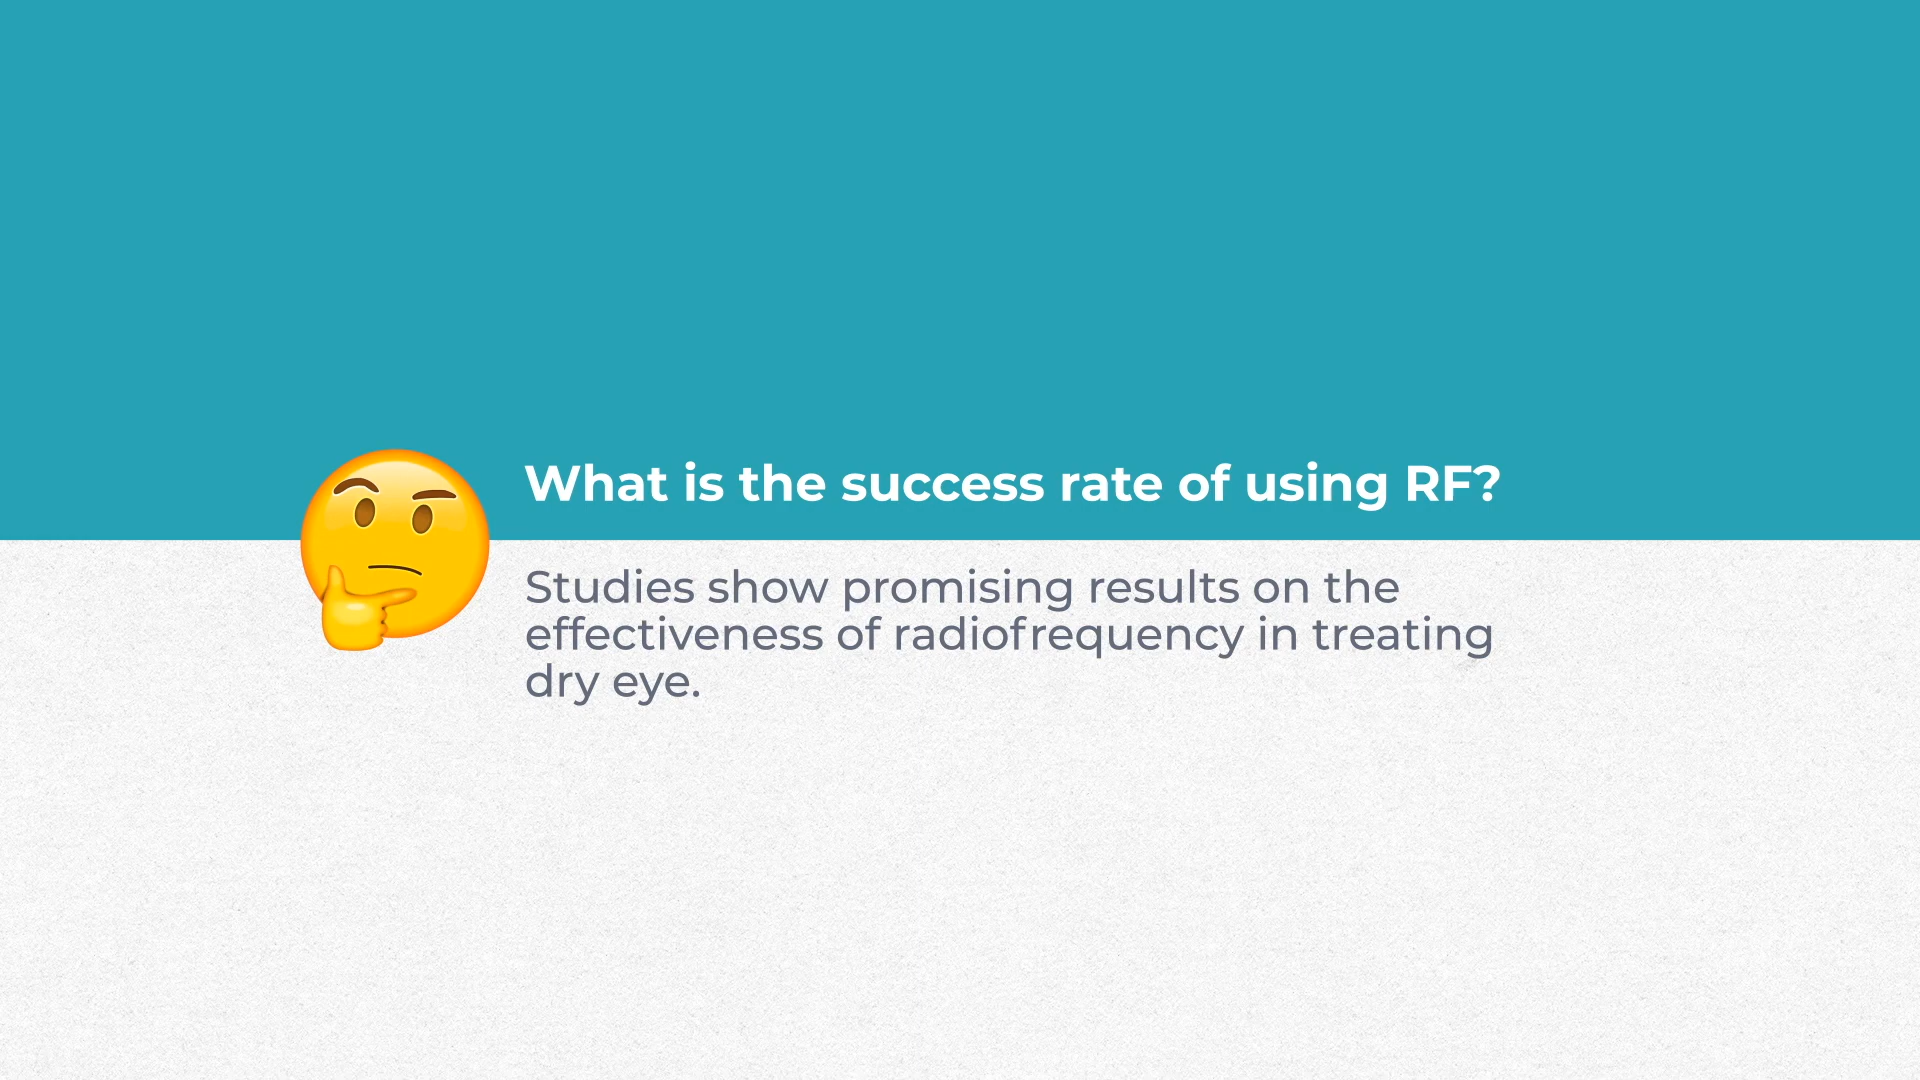 What is the success rate of using RF?
Studies show promising results on the
effectiveness of radiofrequency in treating
dry eye.